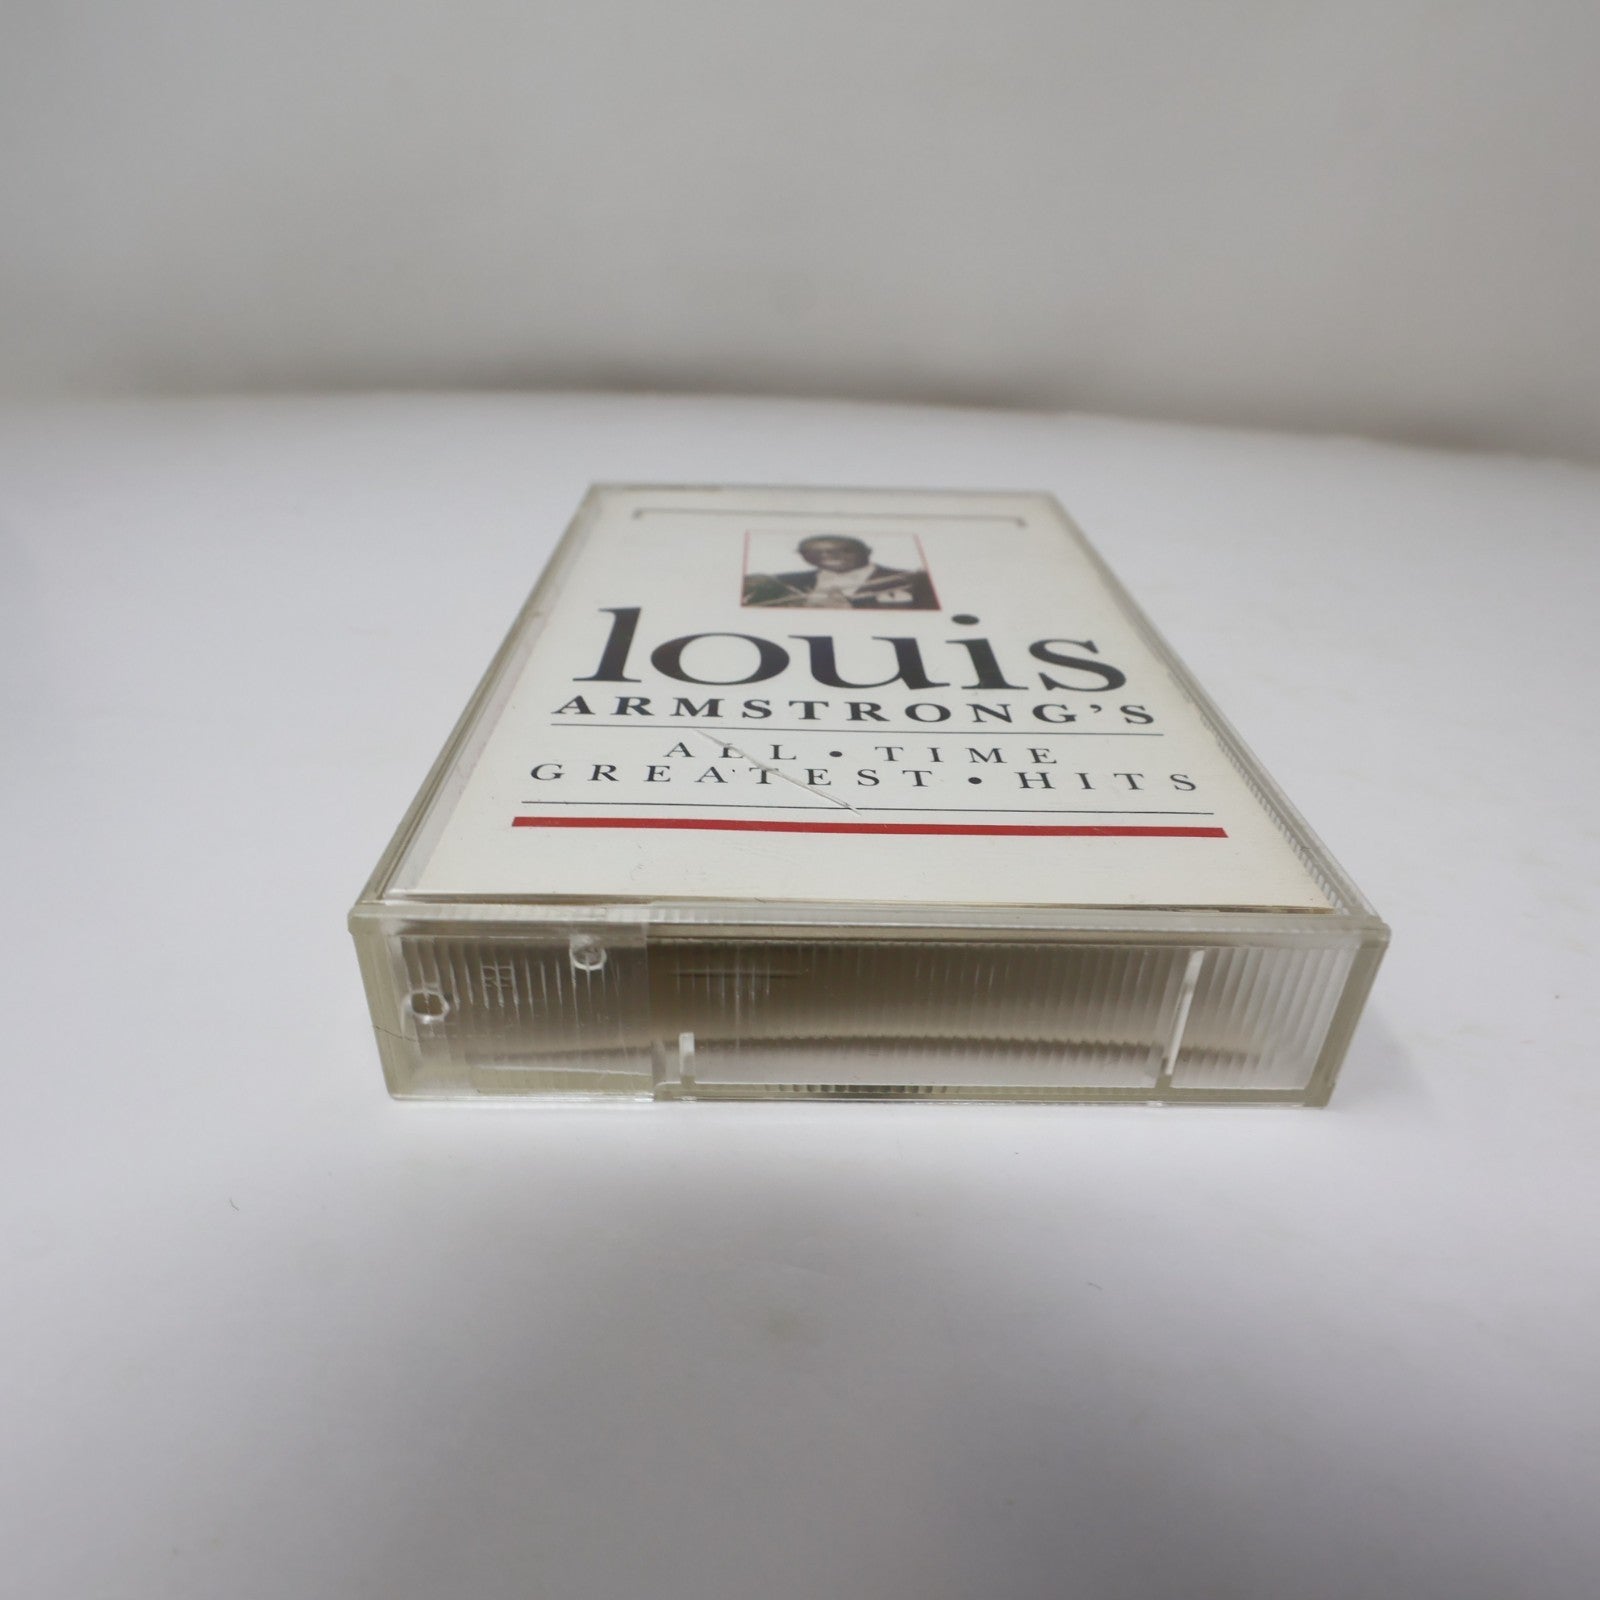 louis
ARMSTRONG'S
ALL • TIME
GREATEST • HITS